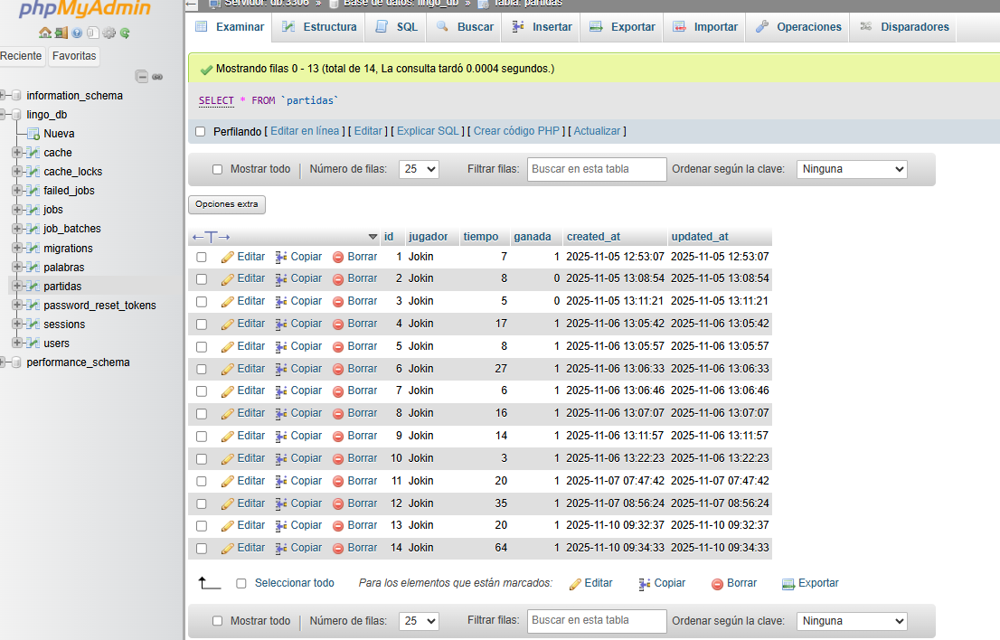 phpMyAdmin
Reciente Favoritas
information_schema
lingo_db
Nueva
cache
cache_locks
failed_jobs
jobs
job_batches
migrations
palabras
partidas
password_reset_tokens
sessions
users
performance_schema
Servidor: db:3306 » Base de datos: lingo_db » Tabla: partidas
Examinar Estructura SQL Buscar Insertar Exportar Importar Operaciones Disparadores
Mostrando filas 0 - 13 (total de 14, La consulta tardó 0.0004 segundos.)
SELECT * FROM `partidas`
Perfilando [ Editar en línea ] [ Editar ] [ Explicar SQL ] [ Crear código PHP ] [ Actualizar ]
Mostrar todo | Número de filas: 25 Filtrar filas: Buscar en esta tabla Ordenar según la clave: Ninguna
Opciones extra
←T→ id jugador tiempo ganada created_at updated_at
Editar Copiar Borrar 1 Jokin 7 1 2025-11-05 12:53:07 2025-11-05 12:53:07
Editar Copiar Borrar 2 Jokin 8 0 2025-11-05 13:08:54 2025-11-05 13:08:54
Editar Copiar Borrar 3 Jokin 5 0 2025-11-05 13:11:21 2025-11-05 13:11:21
Editar Copiar Borrar 4 Jokin 17 1 2025-11-06 13:05:42 2025-11-06 13:05:42
Editar Copiar Borrar 5 Jokin 8 1 2025-11-06 13:05:57 2025-11-06 13:05:57
Editar Copiar Borrar 6 Jokin 27 1 2025-11-06 13:06:33 2025-11-06 13:06:33
Editar Copiar Borrar 7 Jokin 6 1 2025-11-06 13:06:46 2025-11-06 13:06:46
Editar Copiar Borrar 8 Jokin 16 1 2025-11-06 13:07:07 2025-11-06 13:07:07
Editar Copiar Borrar 9 Jokin 14 1 2025-11-06 13:11:57 2025-11-06 13:11:57
Editar Copiar Borrar 10 Jokin 3 1 2025-11-06 13:22:23 2025-11-06 13:22:23
Editar Copiar Borrar 11 Jokin 20 1 2025-11-07 07:47:42 2025-11-07 07:47:42
Editar Copiar Borrar 12 Jokin 35 1 2025-11-07 08:56:24 2025-11-07 08:56:24
Editar Copiar Borrar 13 Jokin 20 1 2025-11-10 09:32:37 2025-11-10 09:32:37
Editar Copiar Borrar 14 Jokin 64 1 2025-11-10 09:34:33 2025-11-10 09:34:33
Seleccionar todo Para los elementos que están marcados: Editar Copiar Borrar Exportar
Mostrar todo | Número de filas: 25 Filtrar filas: Buscar en esta tabla Ordenar según la clave: Ninguna